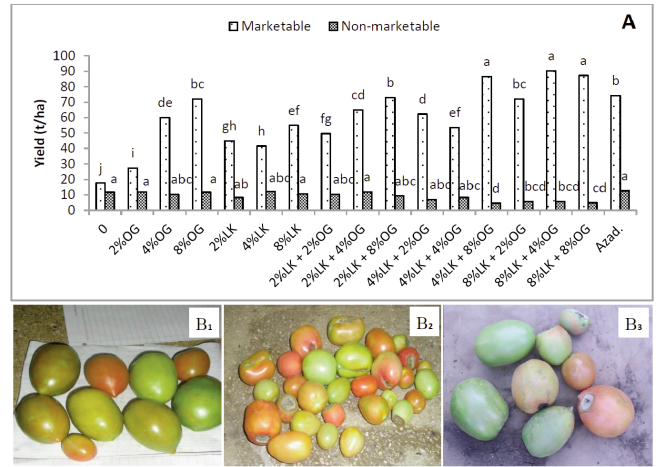 Marketable Non-marketable
A
Yield (t/ha)
100
90
80
70
60
50
40
30
20
10
0
j a
i a
de abc
bc a
gh ab
h abc
ef a
fg abc
cd a
b abc
d abc
ef abc
a d
bc bcd
a bcd
a cd
b a
0
2%OG
4%OG
8%OG
2%LK
4%LK
8%LK
2%LK + 2%OG
2%LK + 4%OG
2%LK + 8%OG
4%LK + 2%OG
4%LK + 4%OG
4%LK + 8%OG
8%LK + 2%OG
8%LK + 4%OG
8%LK + 8%OG
Azad.
B1
B2
B3